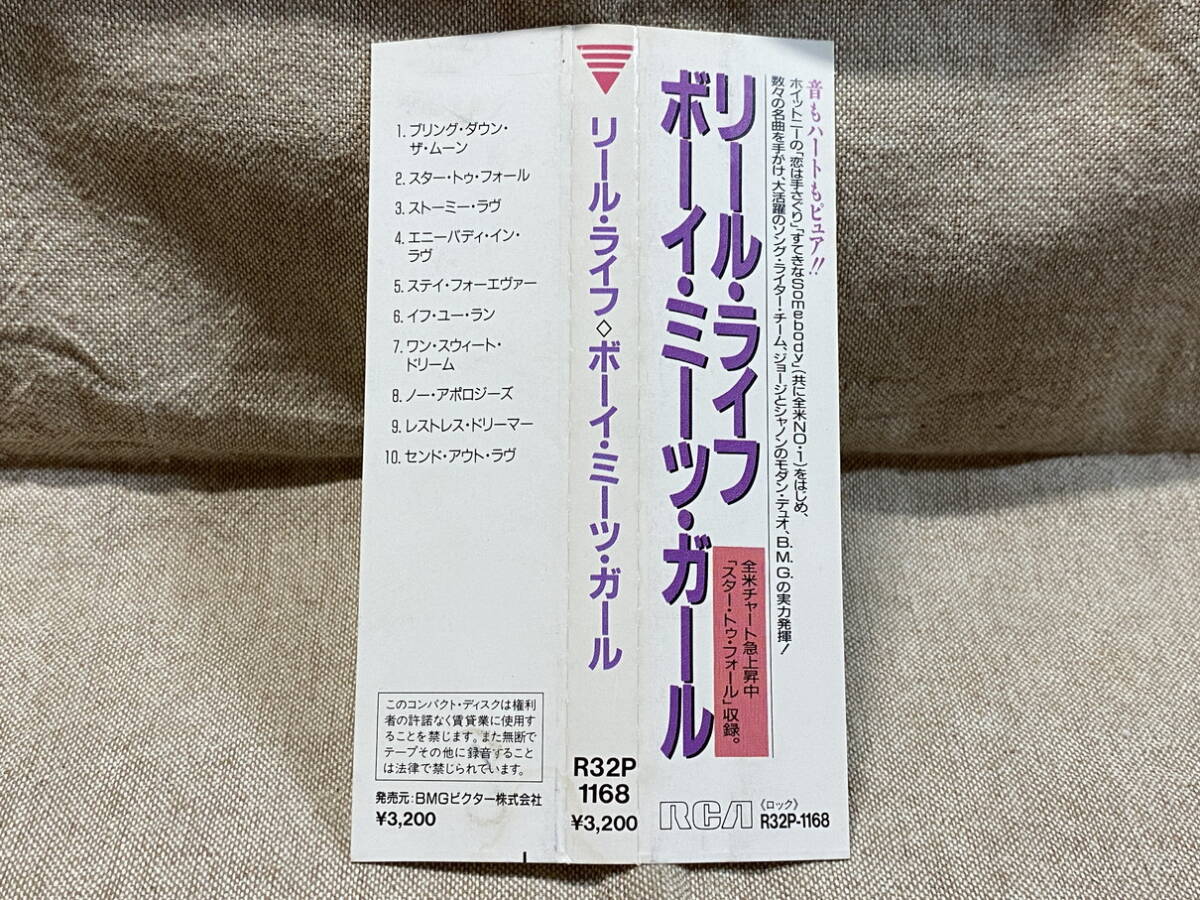 1. ブリング・ダウン・
ザ・ムーン
2. スター・トゥ・フォール
3. ストーミー・ラヴ
4. エニーバディ・イン・
ラヴ
5. ステイ・フォーエヴァー
6. イフ・ユー・ラン
7. ワン・スウィート・
ドリーム
8. ノー・アポロジーズ
9. レストレス・ドリーマー
10. センド・アウト・ラヴ
このコンパクト・ディスクは権利
者の許諾なく賃貸業に使用す
ることを禁じます。また無断で
テープその他に録音すること
は法律で禁じられています。
発売元:BMGビクター株式会社
¥3,200
リール・ライフ◇ボーイ・ミーツ・ガール
R32P
1168
¥3,200
音もハートもピュア!!
ホイットニーの「恋は手さぐり」「すてきなSomebody」(共に全米NO・1)をはじめ、
数々の名曲を手がけ、大活躍のソング・ライター・チーム、ジョージとシャノンのモダン・デュオ、B.M.G.の実力発揮!
リール・ライフ
ボーイ・ミーツ・ガール
全米チャート急上昇中
「スター・トゥ・フォール」収録。
RCA
《ロック》
R32P-1168